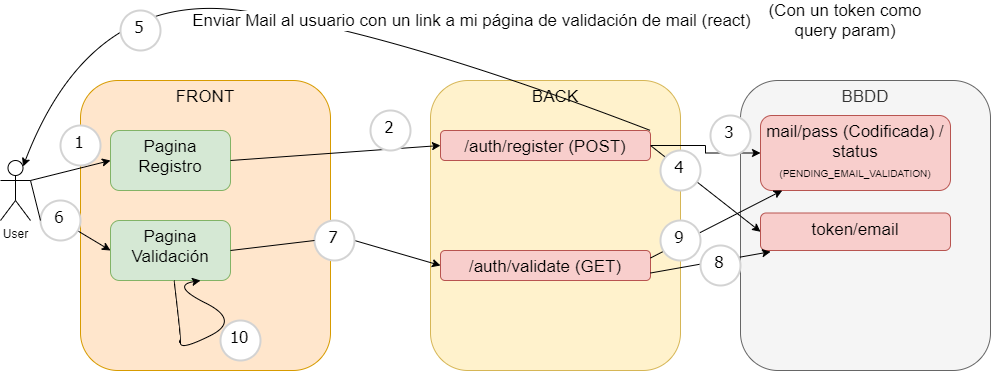 5
Enviar Mail al usuario con un link a mi página de validación de mail (react)
(Con un token como
query param)
FRONT
BACK
BBDD
1
Pagina
Registro
2
/auth/register (POST)
3
mail/pass (Codificada) /
status
(PENDING_EMAIL_VALIDATION)
4
User
6
Pagina
Validación
7
/auth/validate (GET)
9
8
token/email
10